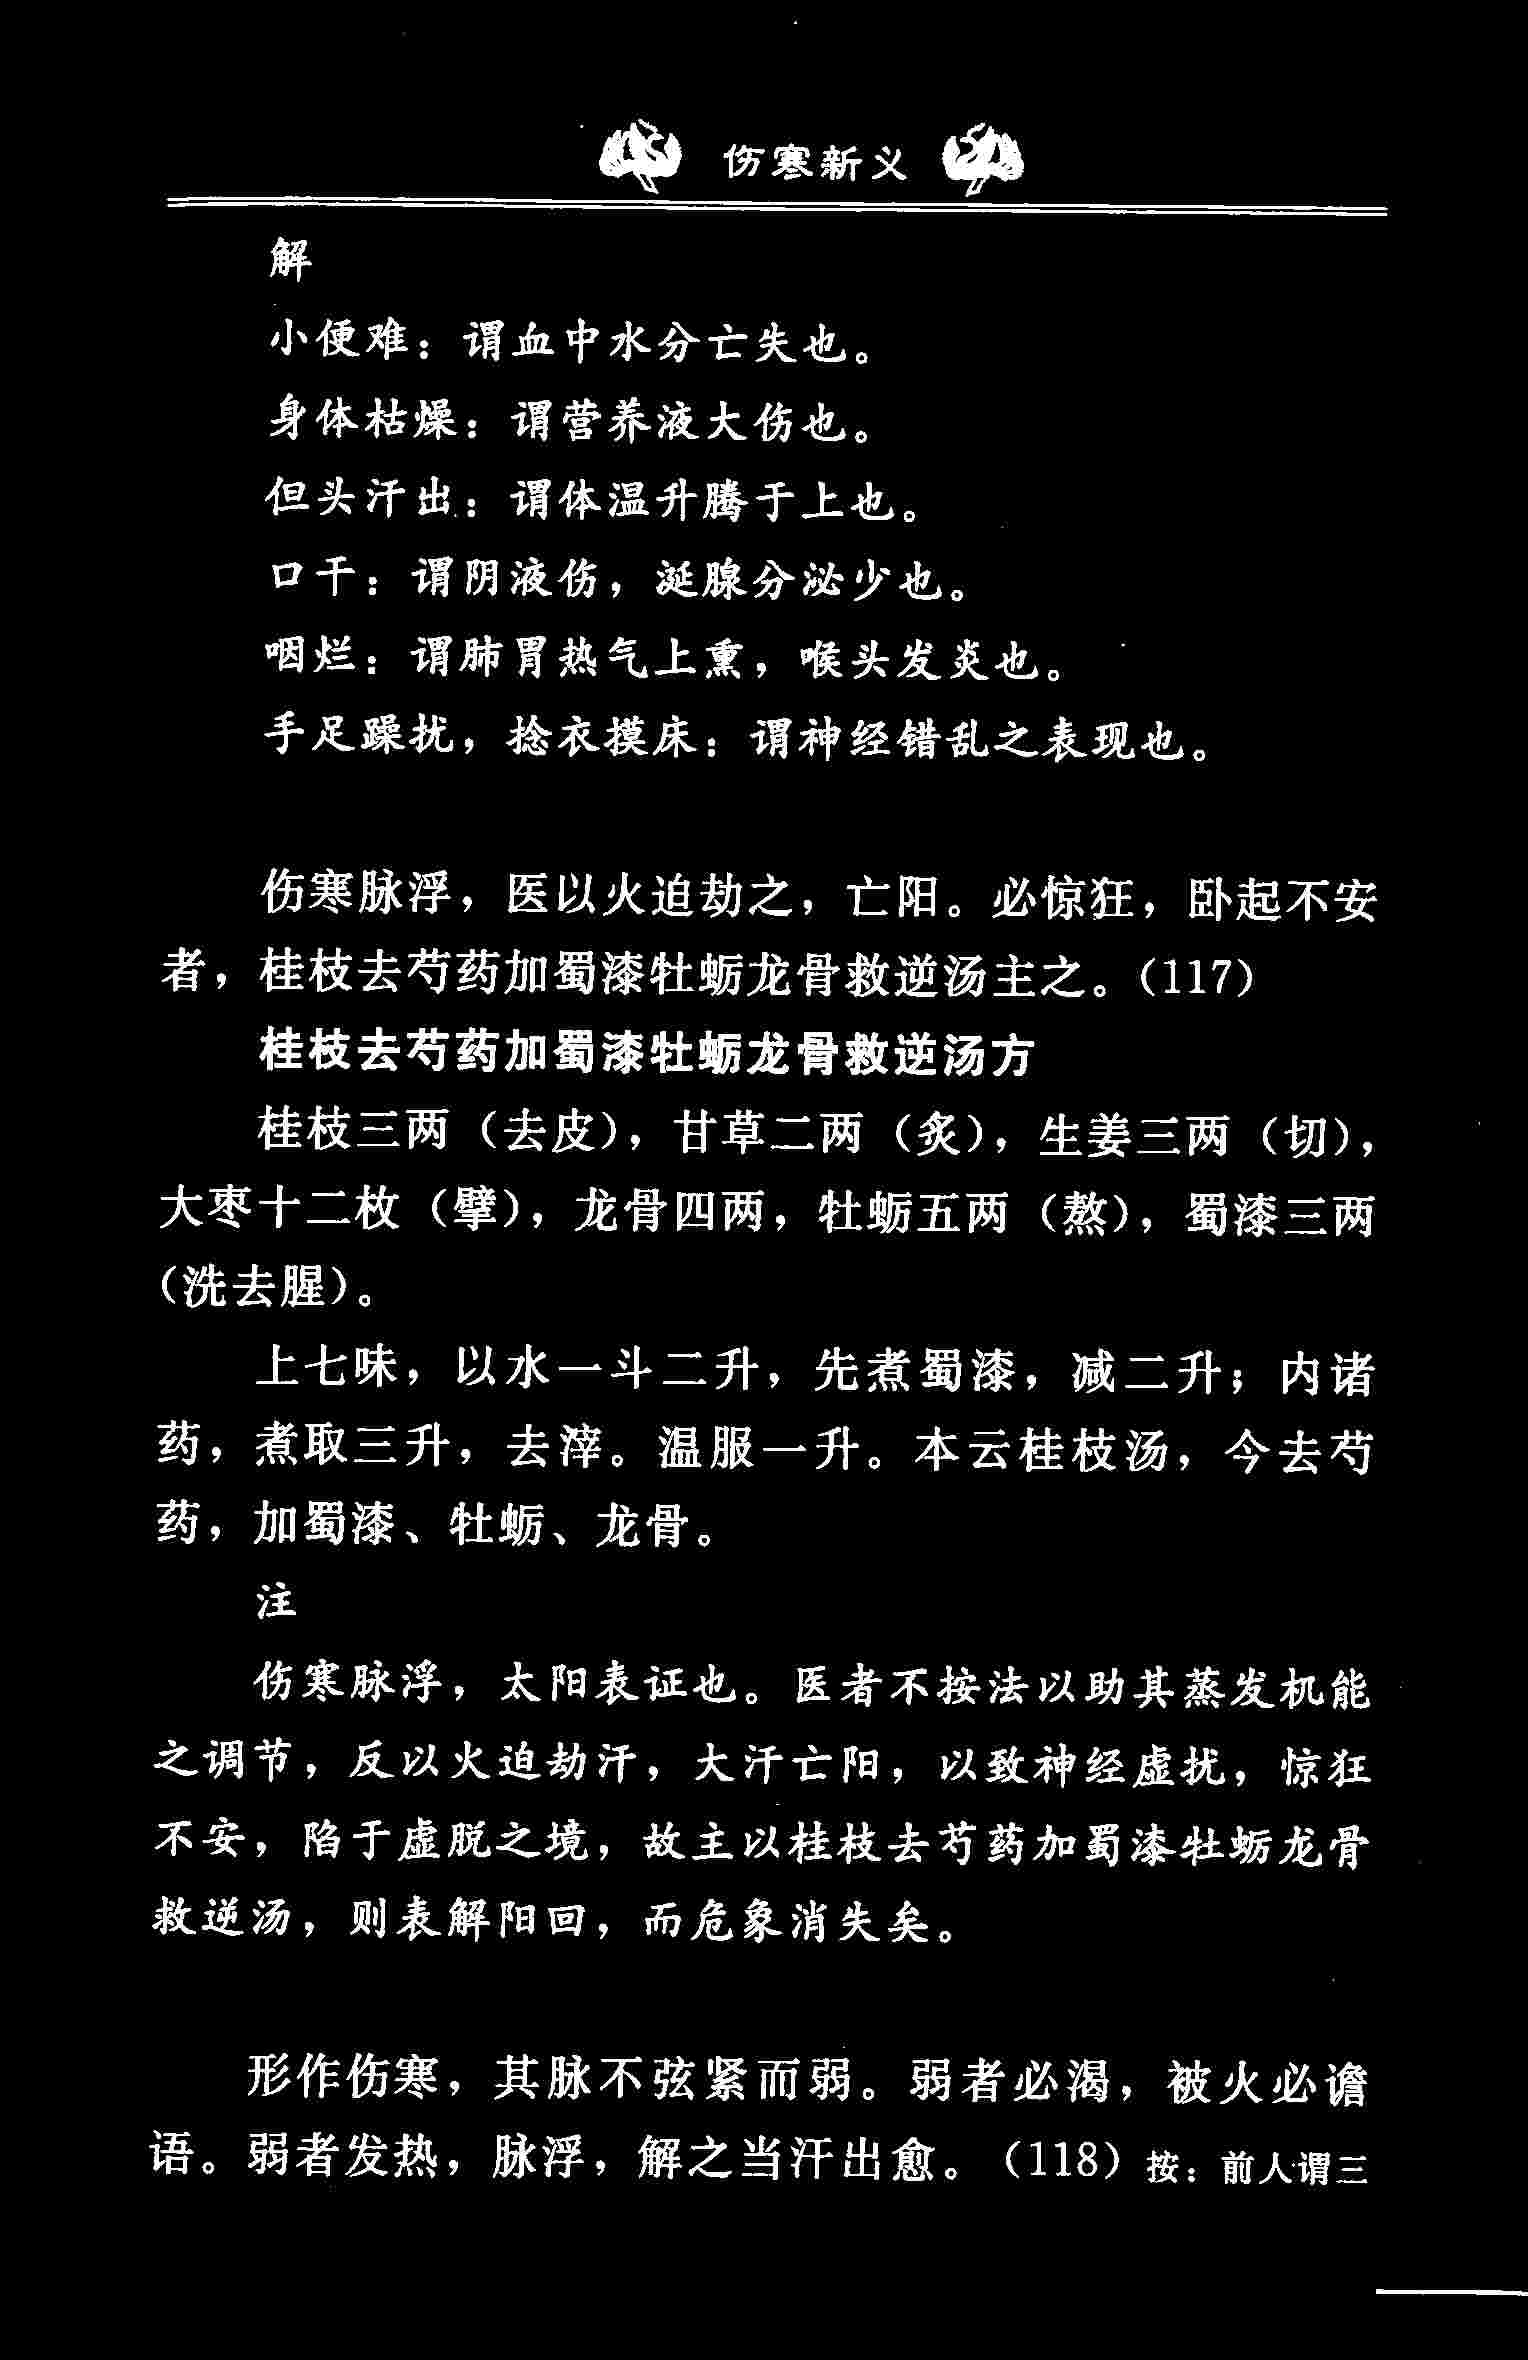 伤寒新义
解
小便难：谓血中水分亡失也。
身体枯燥：谓营养液大伤也。
但头汗出：谓体温升腾于上也。
口干：谓阴液伤，涎腺分泌少也。
咽烂：谓肺胃热气上熏，喉头发炎也。
手足躁扰，捻衣摸床：谓神经错乱之表现也。
伤寒脉浮，医以火迫劫之，亡阳。必惊狂，卧起不安
者，桂枝去芍药加蜀漆牡蛎龙骨救逆汤主之。（117）
桂枝去芍药加蜀漆牡蛎龙骨救逆汤方
桂枝三两（去皮），甘草二两（炙），生姜三两（切），
大枣十二枚（擘），龙骨四两，牡蛎五两（熬），蜀漆三两
（洗去腥）。
上七味，以水一斗二升，先煮蜀漆，减二升；内诸
药，煮取三升，去滓。温服一升。本云桂枝汤，今去芍
药，加蜀漆、牡蛎、龙骨。
注
伤寒脉浮，太阳表证也。医者不按法以助其蒸发机能
之调节，反以火迫劫汗，大汗亡阳，以致神经虚扰，惊狂
不安，陷于虚脱之境，故主以桂枝去芍药加蜀漆牡蛎龙骨
救逆汤，则表解阳回，而危象消失矣。
形作伤寒，其脉不弦紧而弱。弱者必渴，被火必谵
语。弱者发热，脉浮，解之当汗出愈。（118）按：前人谓三